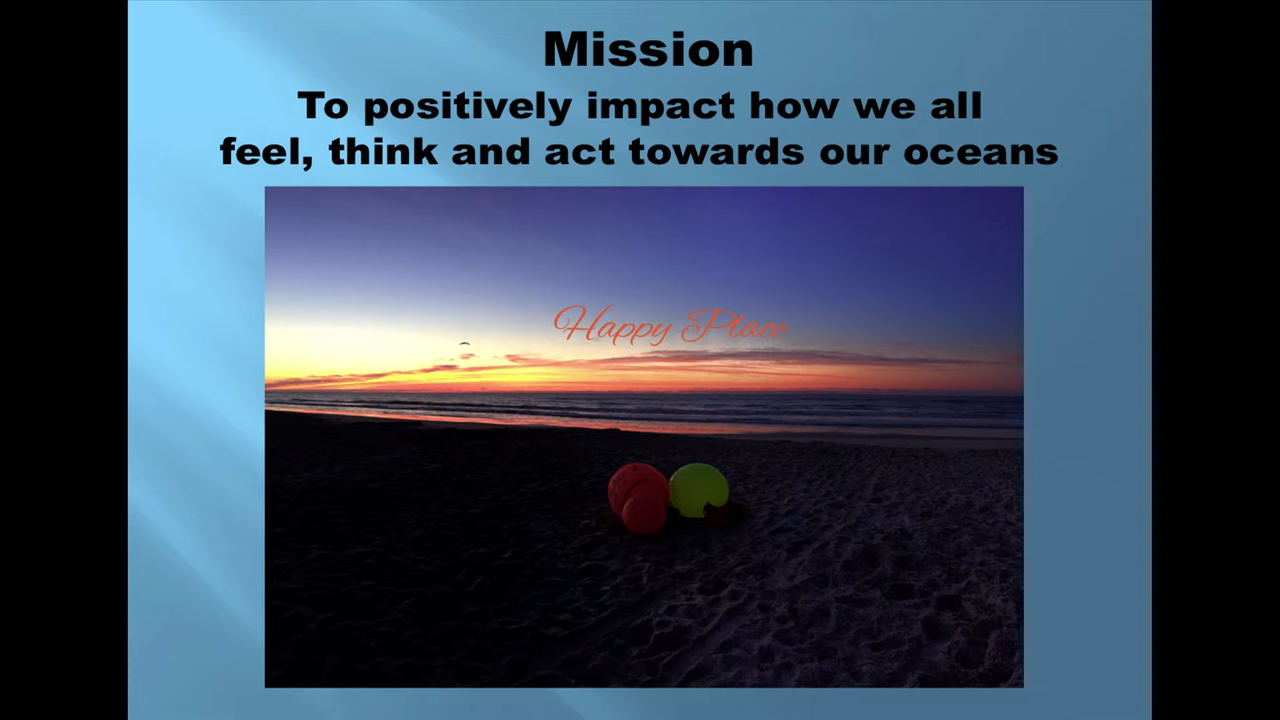 Mission
To positively impact how we all
feel, think and act towards our oceans
Happy Place